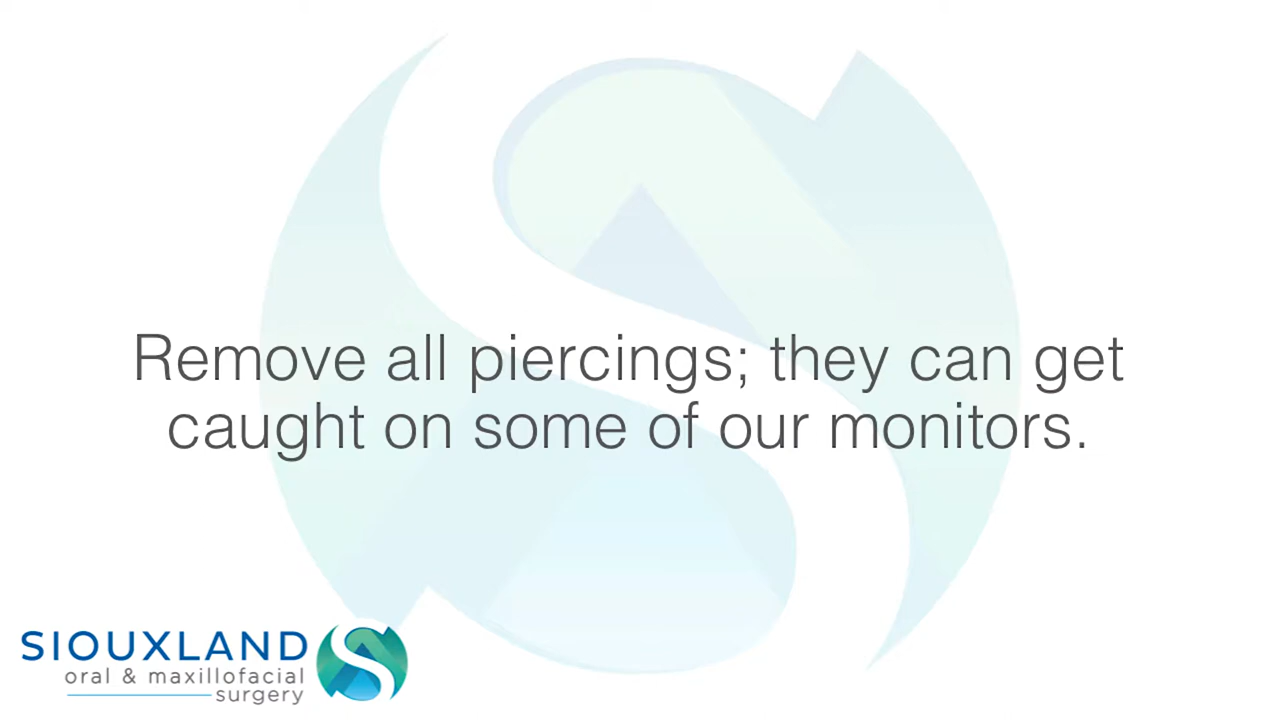 Remove all piercings; they can get
caught on some of our monitors.
SIOUXLAND
oral & maxillofacial
surgery